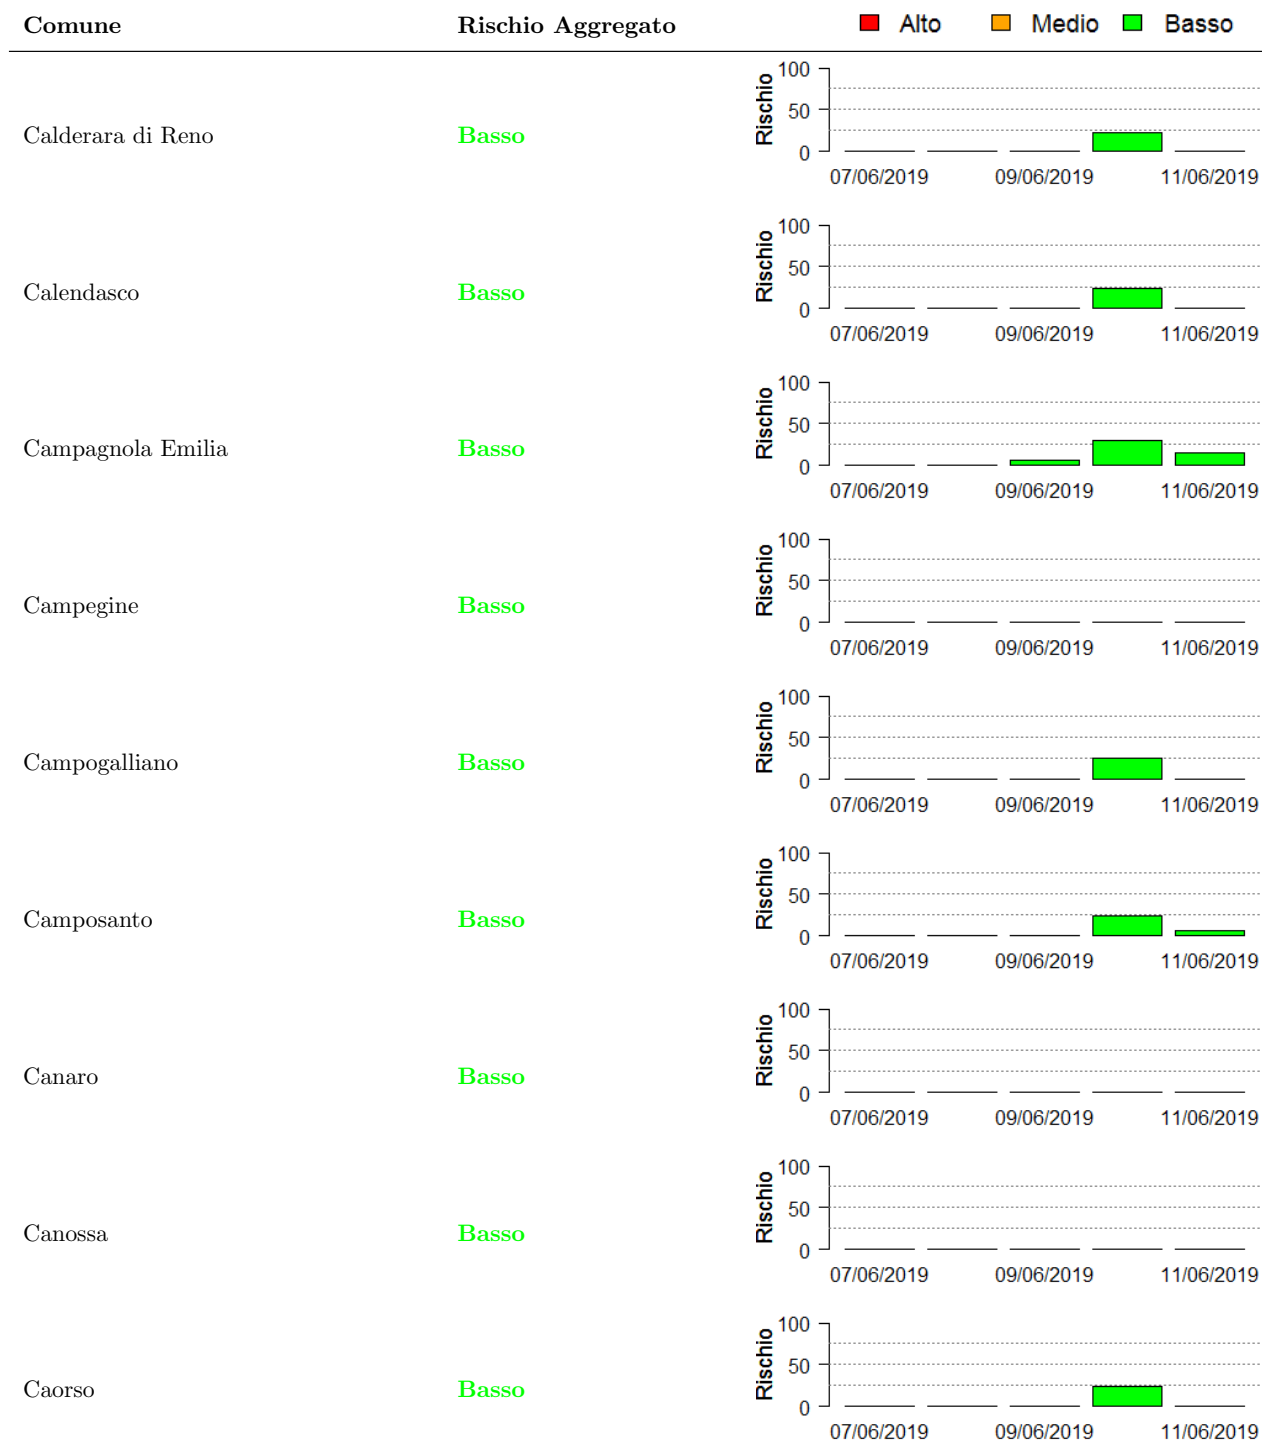 Comune Rischio Aggregato Alto Medio Basso
Calderara di Reno Basso Rischio 100 50 0
07/06/2019 09/06/2019 11/06/2019
Calendasco Basso Rischio 100 50 0
07/06/2019 09/06/2019 11/06/2019
Campagnola Emilia Basso Rischio 100 50 0
07/06/2019 09/06/2019 11/06/2019
Campegine Basso Rischio 100 50 0
07/06/2019 09/06/2019 11/06/2019
Campogalliano Basso Rischio 100 50 0
07/06/2019 09/06/2019 11/06/2019
Camposanto Basso Rischio 100 50 0
07/06/2019 09/06/2019 11/06/2019
Canaro Basso Rischio 100 50 0
07/06/2019 09/06/2019 11/06/2019
Canossa Basso Rischio 100 50 0
07/06/2019 09/06/2019 11/06/2019
Caorso Basso Rischio 100 50 0
07/06/2019 09/06/2019 11/06/2019